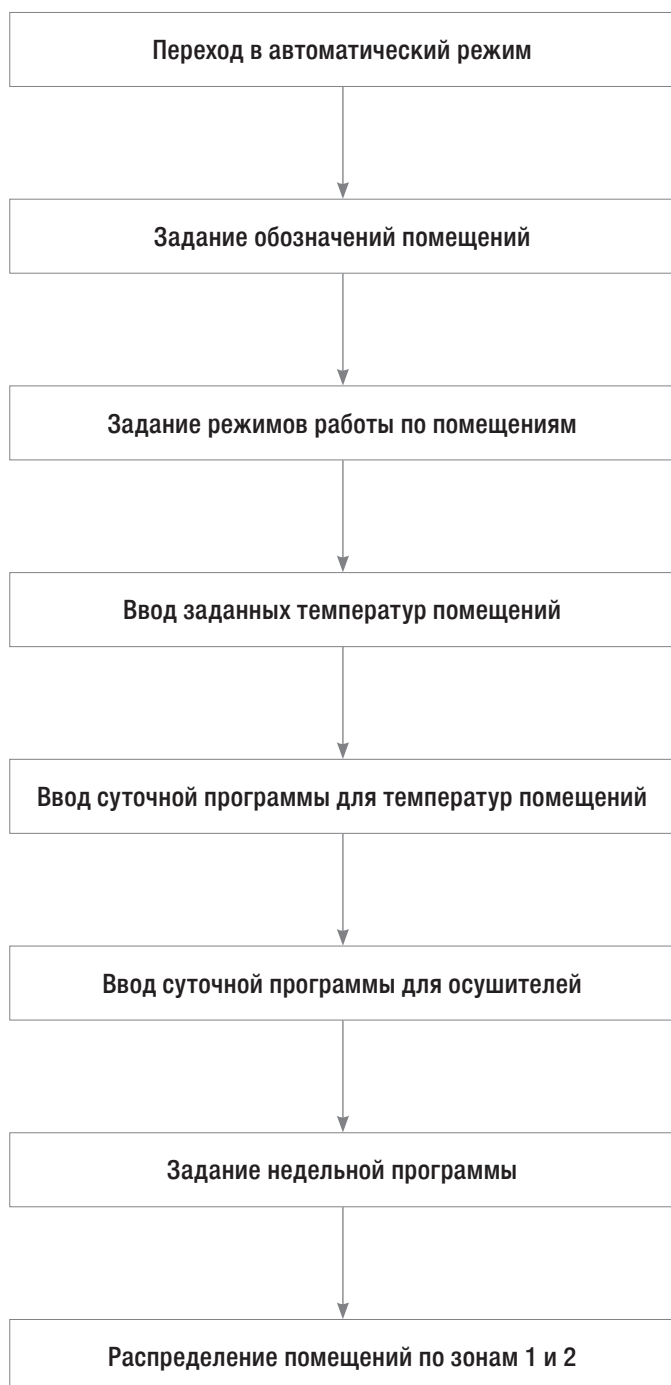 Переход в автоматический режим
Задание обозначений помещений
Задание режимов работы по помещениям
Ввод заданных температур помещений
Ввод суточной программы для температур помещений
Ввод суточной программы для осушителей
Задание недельной программы
Распределение помещений по зонам 1 и 2